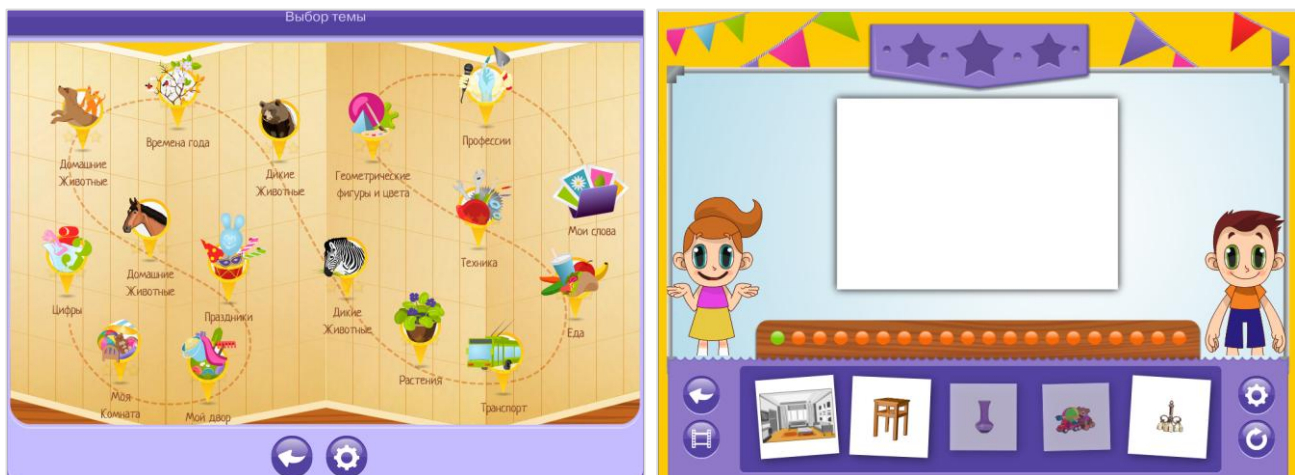 Выбор темы
Домашние
Животные
Времена года
Дикие
Животные
Геометрические
фигуры и цвета
Профессии
Мои слова
Цифры
Домашние
Животные
Праздники
Дикие
Животные
Техника
Еда
Моя
Комната
Мой двор
Растения
Транспорт